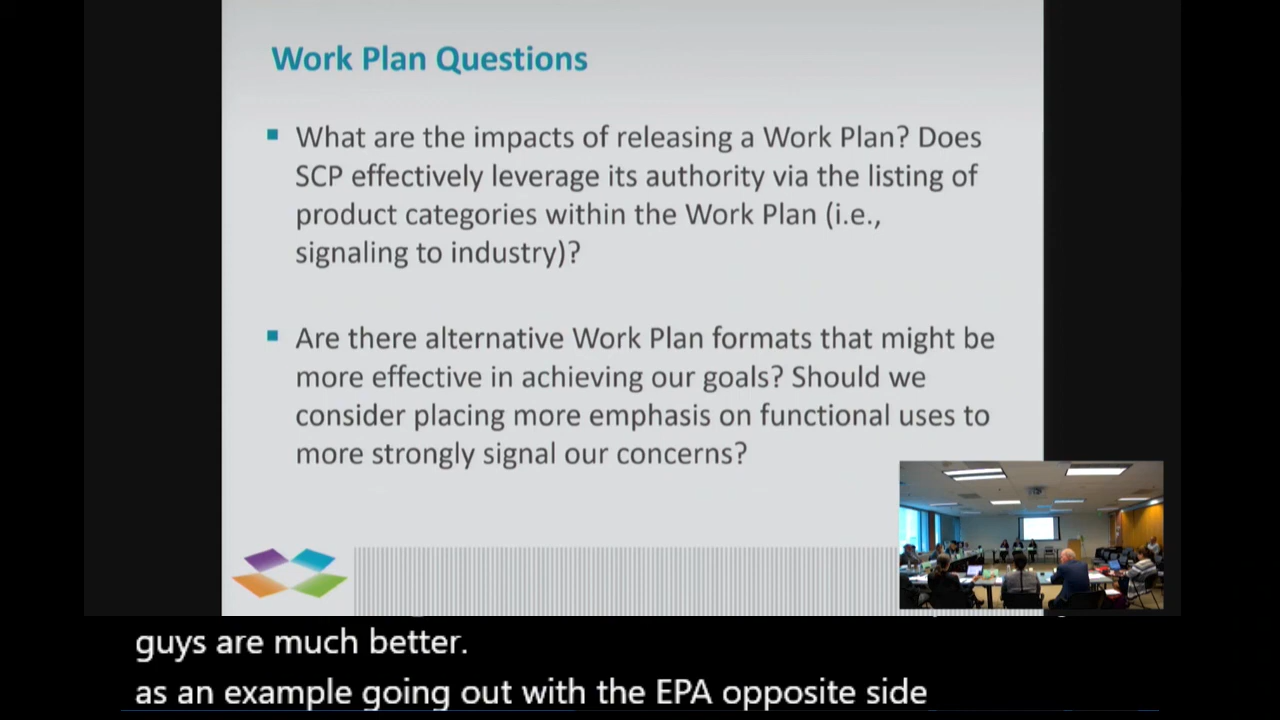 Work Plan Questions
What are the impacts of releasing a Work Plan? Does
SCP effectively leverage its authority via the listing of
product categories within the Work Plan (i.e.,
signaling to industry)?
Are there alternative Work Plan formats that might be
more effective in achieving our goals? Should we
consider placing more emphasis on functional uses to
more strongly signal our concerns?
guys are much better.
as an example going out with the EPA opposite side